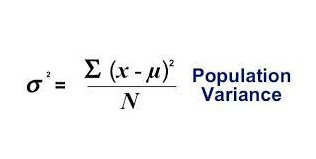 σ² = Σ (x - μ)² / N
Population
Variance